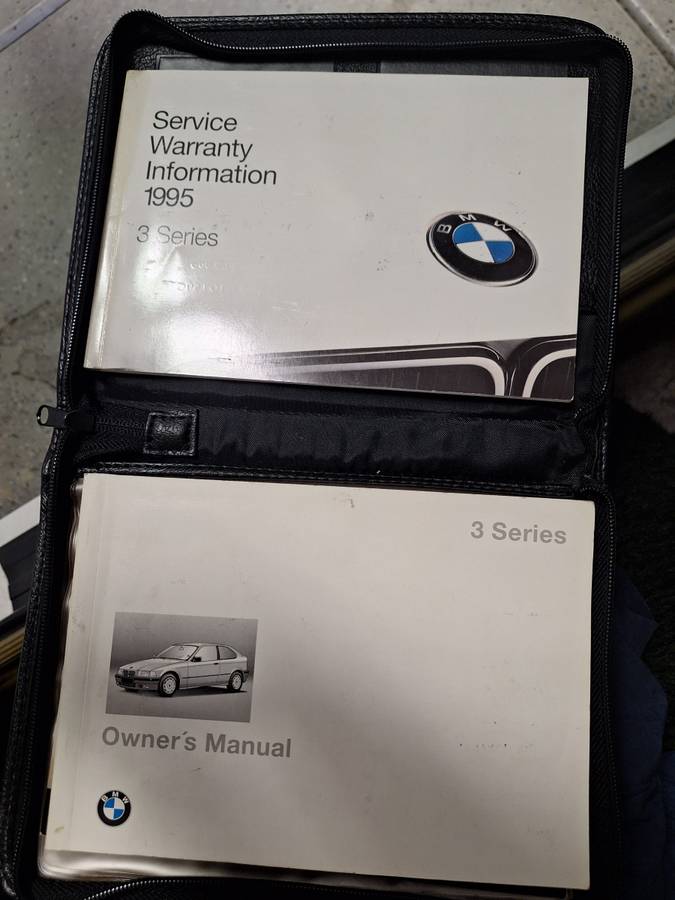 Service
Warranty
Information
1995
3 Series
BMW
3 Series
Owner´s Manual
BMW